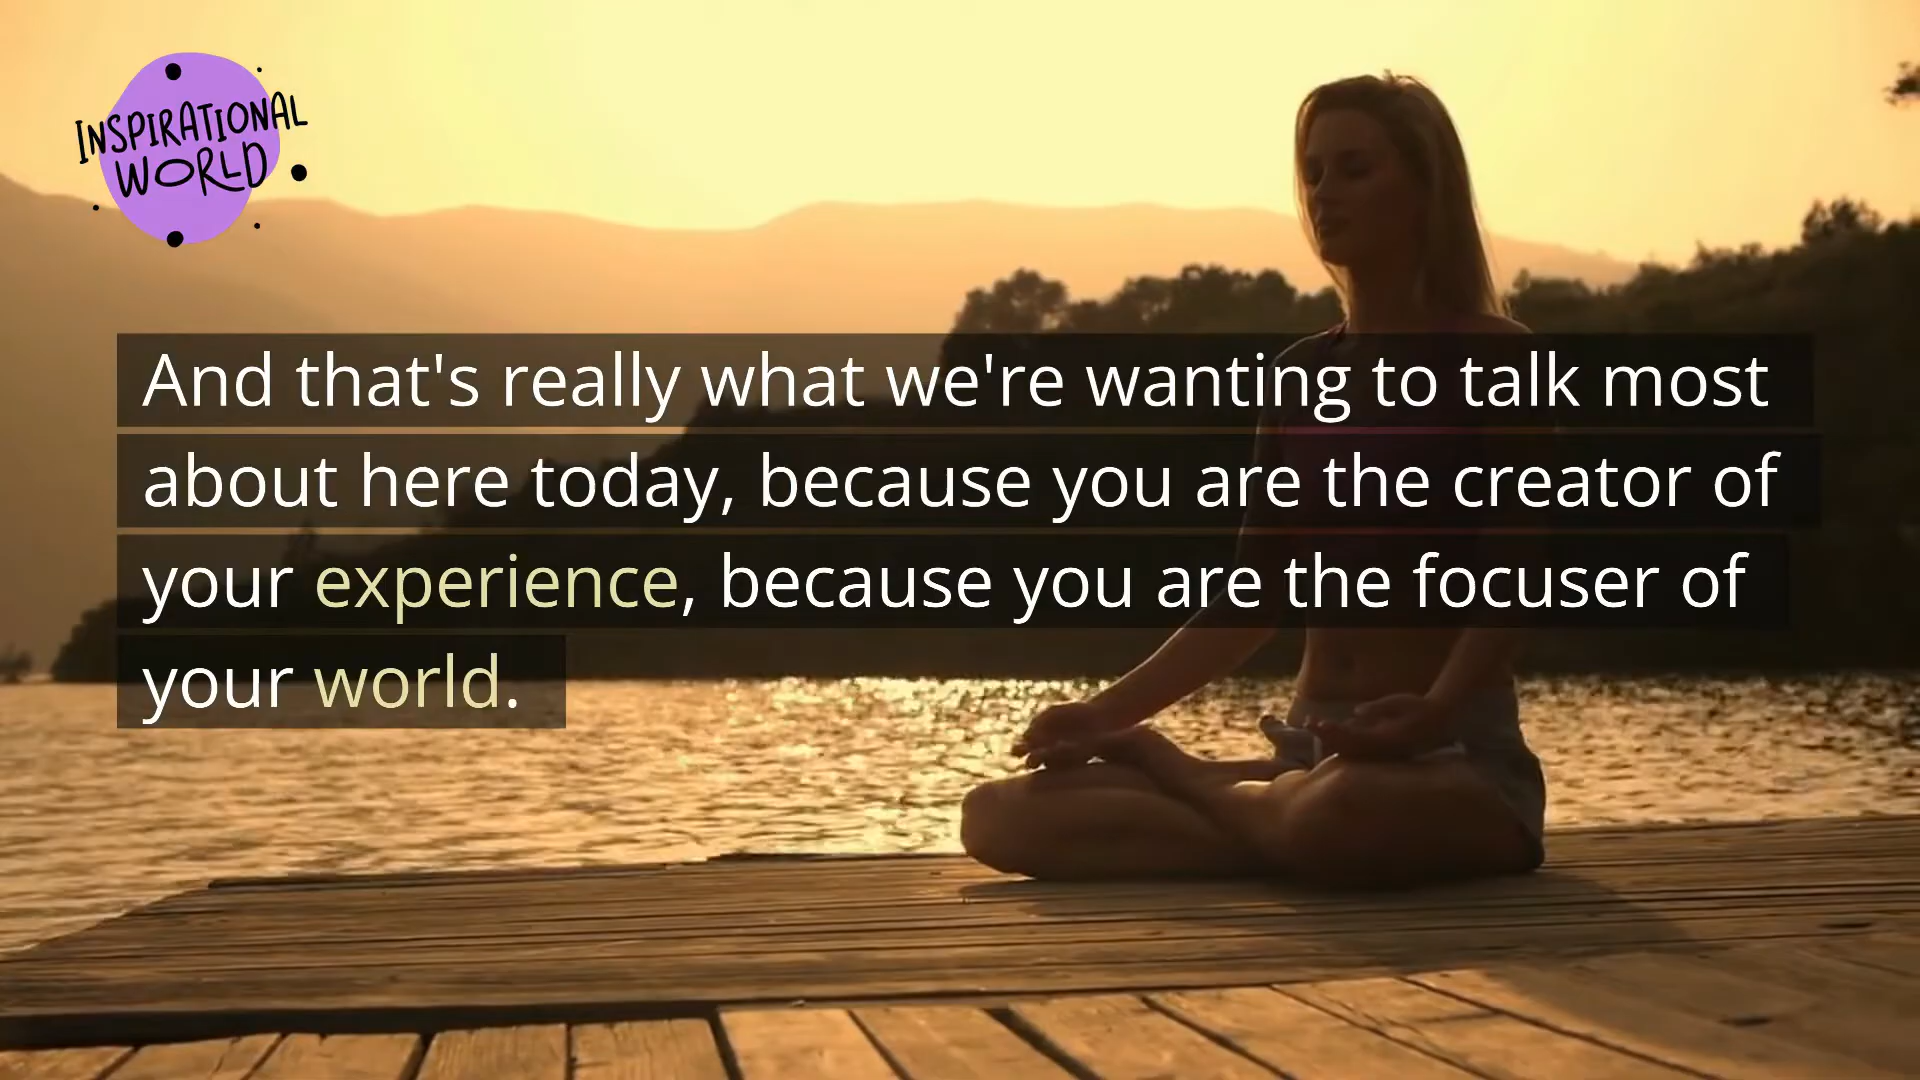 INSPIRATIONAL
WORLD
And that's really what we're wanting to talk most
about here today, because you are the creator of
your experience, because you are the focuser of
your world.